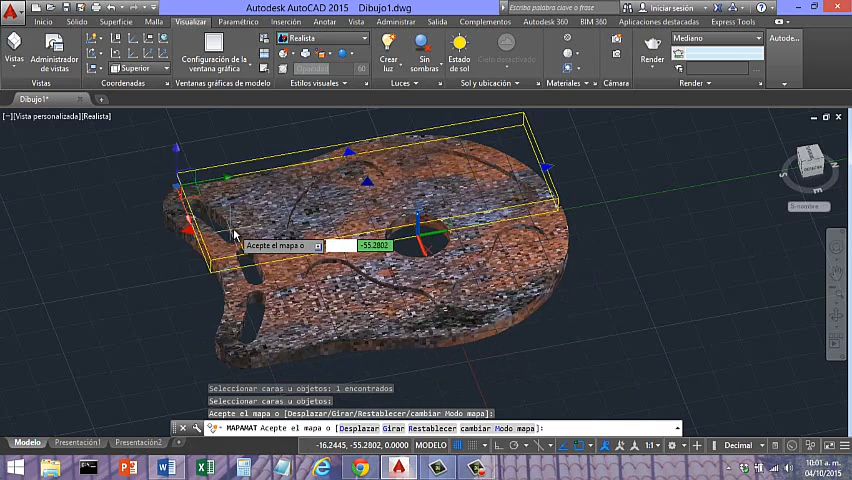 Autodesk AutoCAD 2015 Dibujo1.dwg
Escriba palabra clave o frase
Iniciar sesión
Inicio Sólido Superficie Malla Visualizar Paramétrico Insertar Anotar Vista Administrar Salida Complementos Autodesk 360 BIM 360 Aplicaciones destacadas Express Tools
Vistas
Administrador de vistas
Superior
Coordenadas
Configuración de la ventana gráfica
Ventanas gráficas de modelo
Realista
Opacidad 60
Estilos visuales
Crear luz
Sin sombras
Luces
Estado de sol
Cielo desactivado
Sol y ubicación
Materiales
Cámara
Render
Mediano
Render
Autode...
Dibujo1*
[−][Vista personalizada][Realista]
S
N
E
S-nombre
Acepte el mapa o
-55.2802
Seleccionar caras u objetos: 1 encontrados
Seleccionar caras u objetos:
Acepte el mapa o [Desplazar/Girar/Restablecer/cambiar Modo mapa]:
MAPAMAT Acepte el mapa o [Desplazar Girar Restablecer cambiar Modo mapa]:
Modelo Presentación1 Presentación2 +
-16.2445, -55.2802, 0.0000 MODELO
1:1
Decimal
10:01 a. m.
04/10/2015